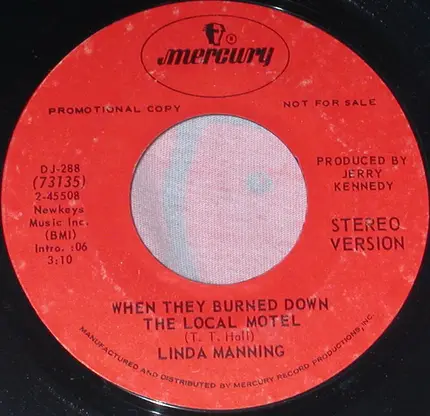 mercury
PROMOTIONAL COPY
NOT FOR SALE
DJ-288
(73135)
2-45508
Newkeys
Music Inc.
(BMI)
Intro. :06
3:10
PRODUCED BY
JERRY
KENNEDY
STEREO
VERSION
WHEN THEY BURNED DOWN
THE LOCAL MOTEL
(T. T. Hall)
LINDA MANNING
MANUFACTURED AND DISTRIBUTED BY MERCURY RECORD PRODUCTIONS, INC.